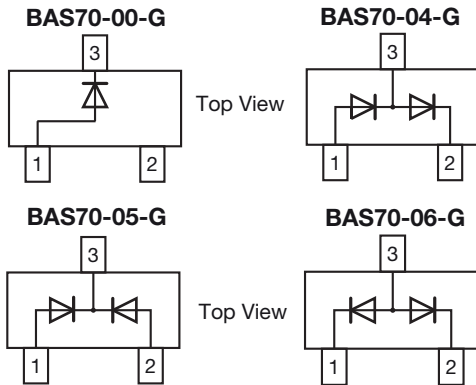 BAS70-00-G BAS70-04-G
3 3
Top View
1 2 1 2
BAS70-05-G BAS70-06-G
3 3
Top View
1 2 1 2